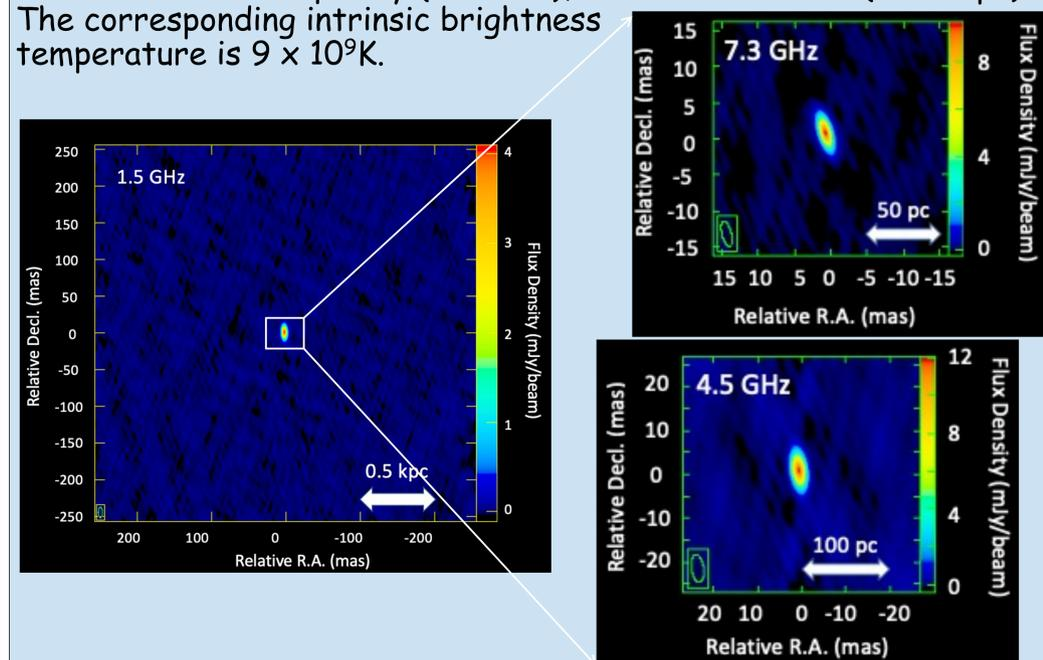 The corresponding intrinsic brightness
temperature is 9 x 10⁹K.
1.5 GHz
250
200
150
100
50
0
-50
-100
-150
-200
-250
Relative Decl. (mas)
200 100 0 -100 -200
Relative R.A. (mas)
0.5 kpc
4
3
2
1
0
Flux Density (mJy/beam)
7.3 GHz
15
10
5
0
-5
-10
-15
Relative Decl. (mas)
50 pc
15 10 5 0 -5 -10 -15
Relative R.A. (mas)
8
4
0
Flux Density (mJy/beam)
4.5 GHz
20
10
0
-10
-20
Relative Decl. (mas)
100 pc
20 10 0 -10 -20
Relative R.A. (mas)
12
8
4
0
Flux Density (mJy/beam)